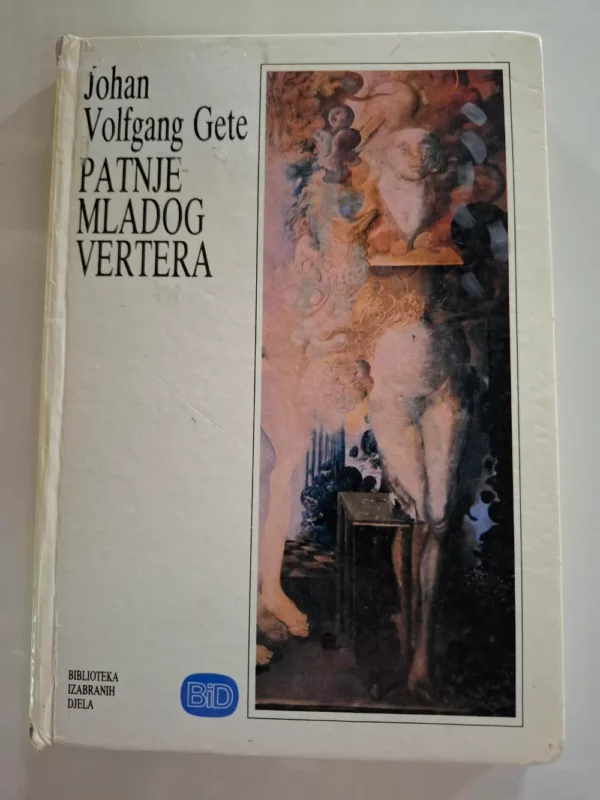 Johan
Volfgang Gete
PATNJE
MLADOG
VERTERA
BIBLIOTEKA
IZABRANIH
DJELA
BiD